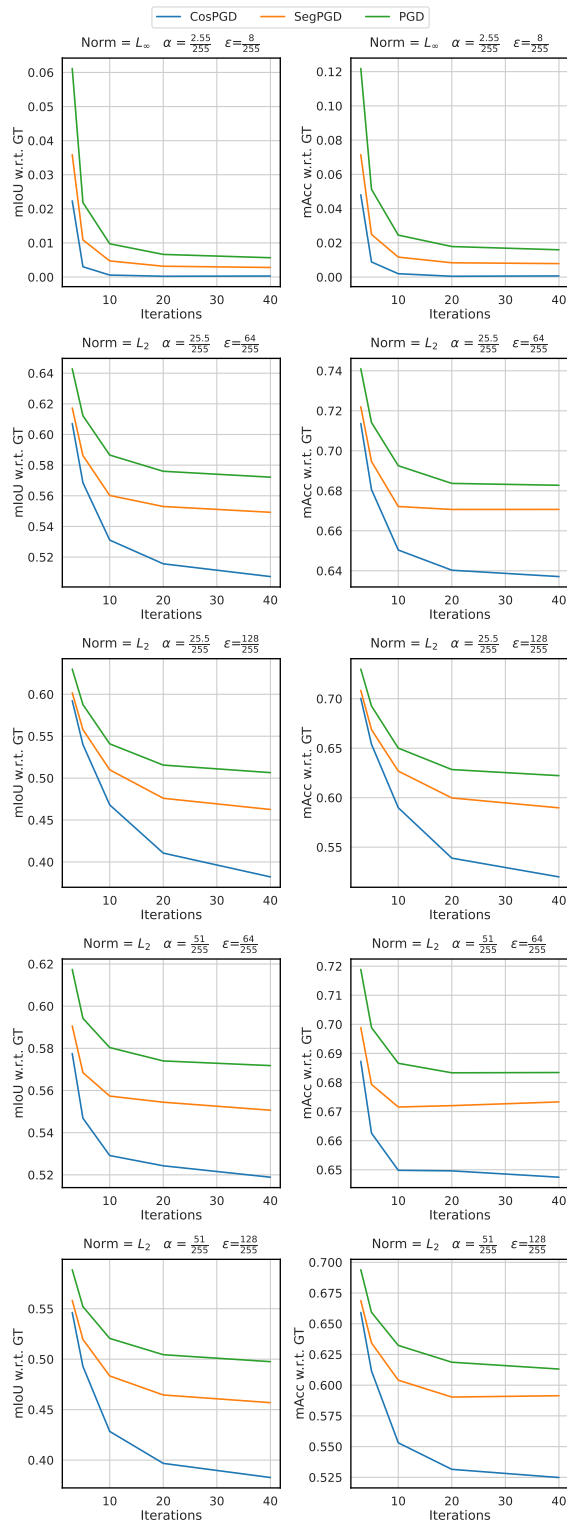 CosPGD SegPGD PGD
Norm = L∞ α = 2.55/255 ε=8/255
mIoU w.r.t. GT
0.06
0.05
0.04
0.03
0.02
0.01
0.00
10 20 30 40
Iterations
Norm = L∞ α = 2.55/255 ε=8/255
mAcc w.r.t. GT
0.12
0.10
0.08
0.06
0.04
0.02
0.00
10 20 30 40
Iterations
Norm = L₂ α = 25.5/255 ε=64/255
mIoU w.r.t. GT
0.64
0.62
0.60
0.58
0.56
0.54
0.52
10 20 30 40
Iterations
Norm = L₂ α = 25.5/255 ε=64/255
mAcc w.r.t. GT
0.74
0.72
0.70
0.68
0.66
0.64
10 20 30 40
Iterations
Norm = L₂ α = 25.5/255 ε=128/255
mIoU w.r.t. GT
0.60
0.55
0.50
0.45
0.40
10 20 30 40
Iterations
Norm = L₂ α = 25.5/255 ε=128/255
mAcc w.r.t. GT
0.70
0.65
0.60
0.55
10 20 30 40
Iterations
Norm = L₂ α = 51/255 ε=64/255
mIoU w.r.t. GT
0.62
0.60
0.58
0.56
0.54
0.52
10 20 30 40
Iterations
Norm = L₂ α = 51/255 ε=64/255
mAcc w.r.t. GT
0.72
0.71
0.70
0.69
0.68
0.67
0.66
0.65
10 20 30 40
Iterations
Norm = L₂ α = 51/255 ε=128/255
mIoU w.r.t. GT
0.55
0.50
0.45
0.40
10 20 30 40
Iterations
Norm = L₂ α = 51/255 ε=128/255
mAcc w.r.t. GT
0.700
0.675
0.650
0.625
0.600
0.575
0.550
0.525
10 20 30 40
Iterations